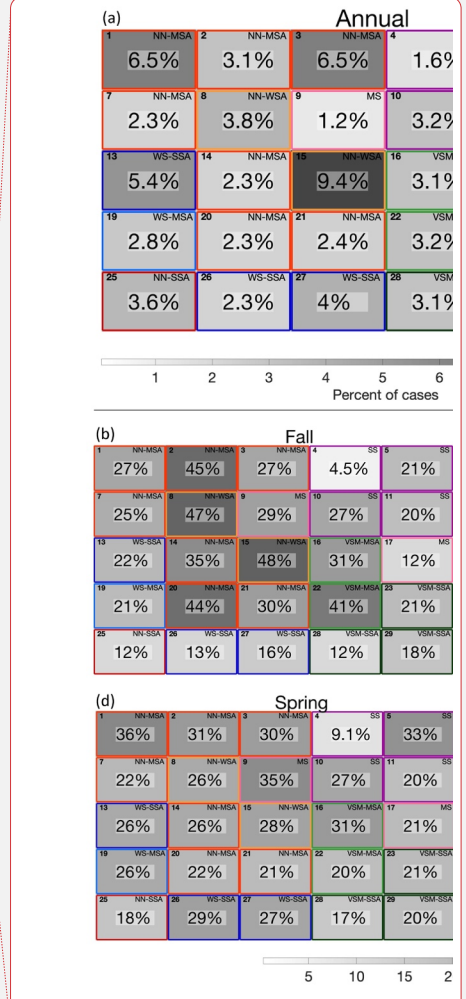 (a) Annual
1 NN-MSA 2 NN-MSA 3 NN-MSA 4
6.5% 3.1% 6.5% 1.6%
7 NN-MSA 8 NN-WSA 9 MS 10
2.3% 3.8% 1.2% 3.2%
13 WS-SSA 14 NN-MSA 15 NN-WSA 16 VSM
5.4% 2.3% 9.4% 3.1%
19 WS-MSA 20 NN-MSA 21 NN-MSA 22 VSM
2.8% 2.3% 2.4% 3.2%
25 NN-SSA 26 WS-SSA 27 WS-SSA 28 VSM
3.6% 2.3% 4% 3.1%
1 2 3 4 5 6
Percent of cases
(b) Fall
1 NN-MSA 2 NN-MSA 3 NN-MSA 4 SS 5 SS
27% 45% 27% 4.5% 21%
7 NN-MSA 8 NN-WSA 9 MS 10 SS 11 SS
25% 47% 29% 27% 20%
13 WS-SSA 14 NN-MSA 15 NN-WSA 16 VSM-MSA 17 MS
22% 35% 48% 31% 12%
19 WS-MSA 20 NN-MSA 21 NN-MSA 22 VSM-MSA 23 VSM-SSA
21% 44% 30% 41% 21%
25 NN-SSA 26 WS-SSA 27 WS-SSA 28 VSM-SSA 29 VSM-SSA
12% 13% 16% 12% 18%
(d) Spring
1 NN-MSA 2 NN-MSA 3 NN-MSA 4 SS 5 SS
36% 31% 30% 9.1% 33%
7 NN-MSA 8 NN-WSA 9 MS 10 SS 11 SS
22% 26% 35% 27% 20%
13 WS-SSA 14 NN-MSA 15 NN-WSA 16 VSM-MSA 17 MS
26% 26% 28% 31% 21%
19 WS-MSA 20 NN-MSA 21 NN-MSA 22 VSM-MSA 23 VSM-SSA
26% 22% 21% 20% 21%
25 NN-SSA 26 WS-SSA 27 WS-SSA 28 VSM-SSA 29 VSM-SSA
18% 29% 27% 17% 20%
5 10 15 2